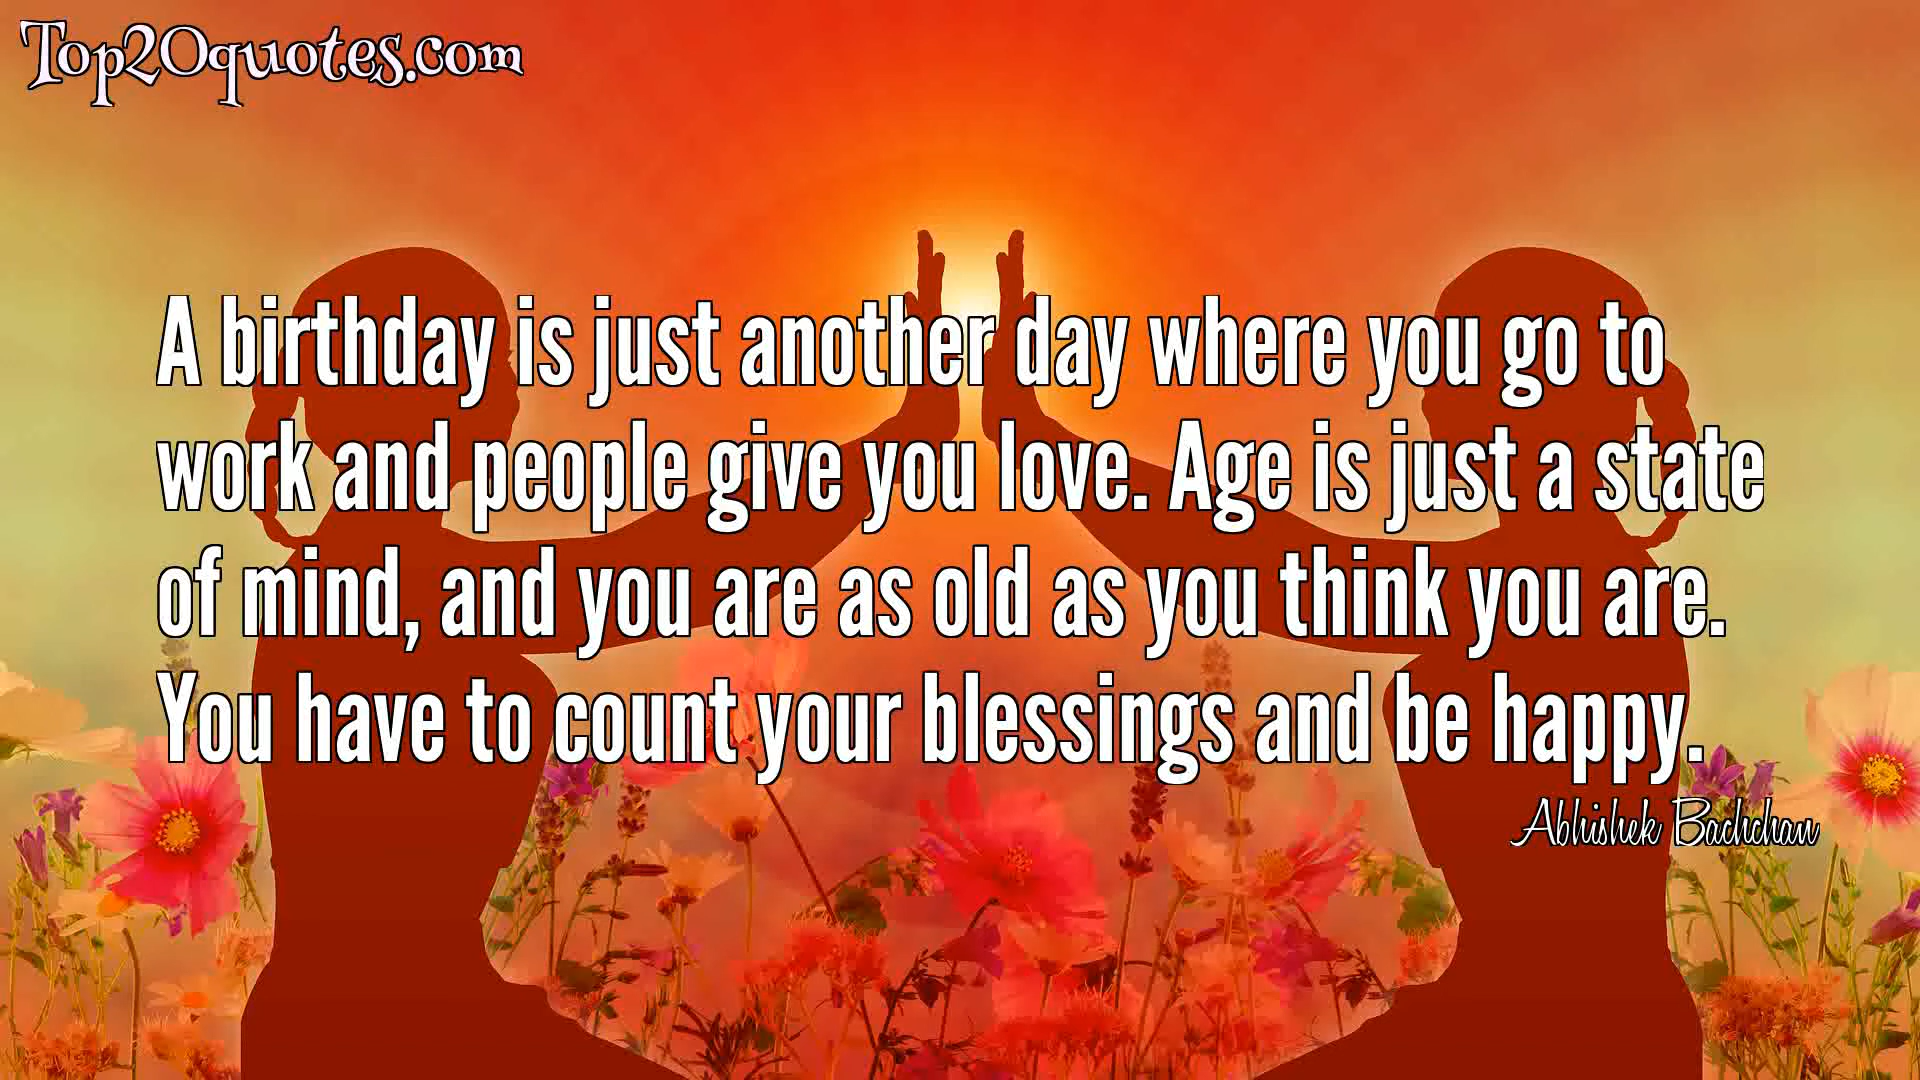 Top20quotes.com
A birthday is just another day where you go to
work and people give you love. Age is just a state
of mind, and you are as old as you think you are.
You have to count your blessings and be happy.
Abhishek Bachchan